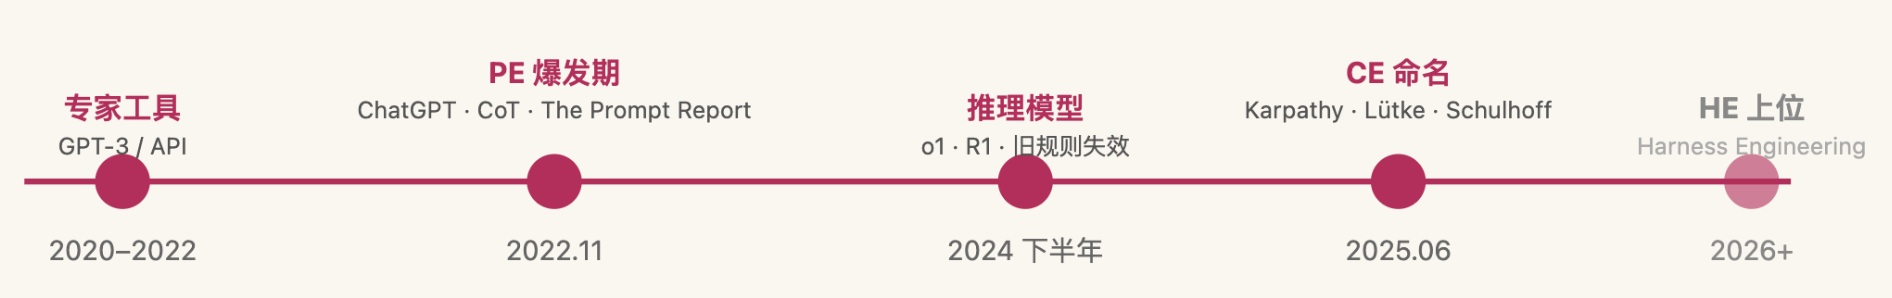 专家工具
GPT-3 / API
2020–2022
PE 爆发期
ChatGPT · CoT · The Prompt Report
2022.11
推理模型
o1 · R1 · 旧规则失效
2024 下半年
CE 命名
Karpathy · Lütke · Schulhoff
2025.06
HE 上位
Harness Engineering
2026+